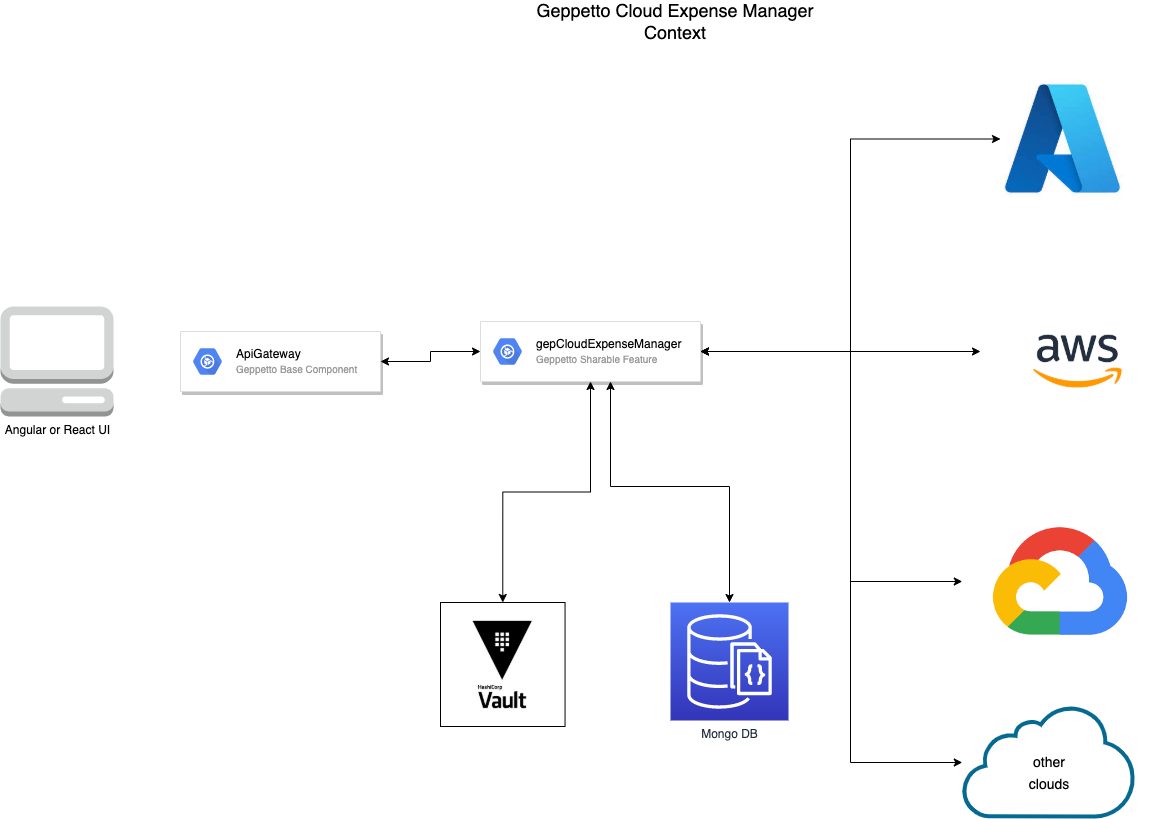 Geppetto Cloud Expense Manager
Context
ApiGateway
Geppetto Base Component
gepCloudExpenseManager
Geppetto Sharable Feature
aws
Angular or React UI
{}
HashiCorp
Vault
Mongo DB
other
clouds